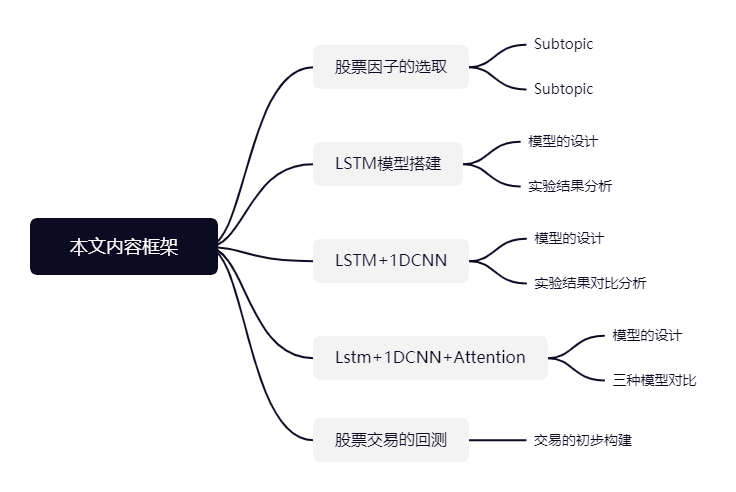 本文内容框架
股票因子的选取
Subtopic
Subtopic
LSTM模型搭建
模型的设计
实验结果分析
LSTM+1DCNN
模型的设计
实验结果对比分析
Lstm+1DCNN+Attention
模型的设计
三种模型对比
股票交易的回测
交易的初步构建